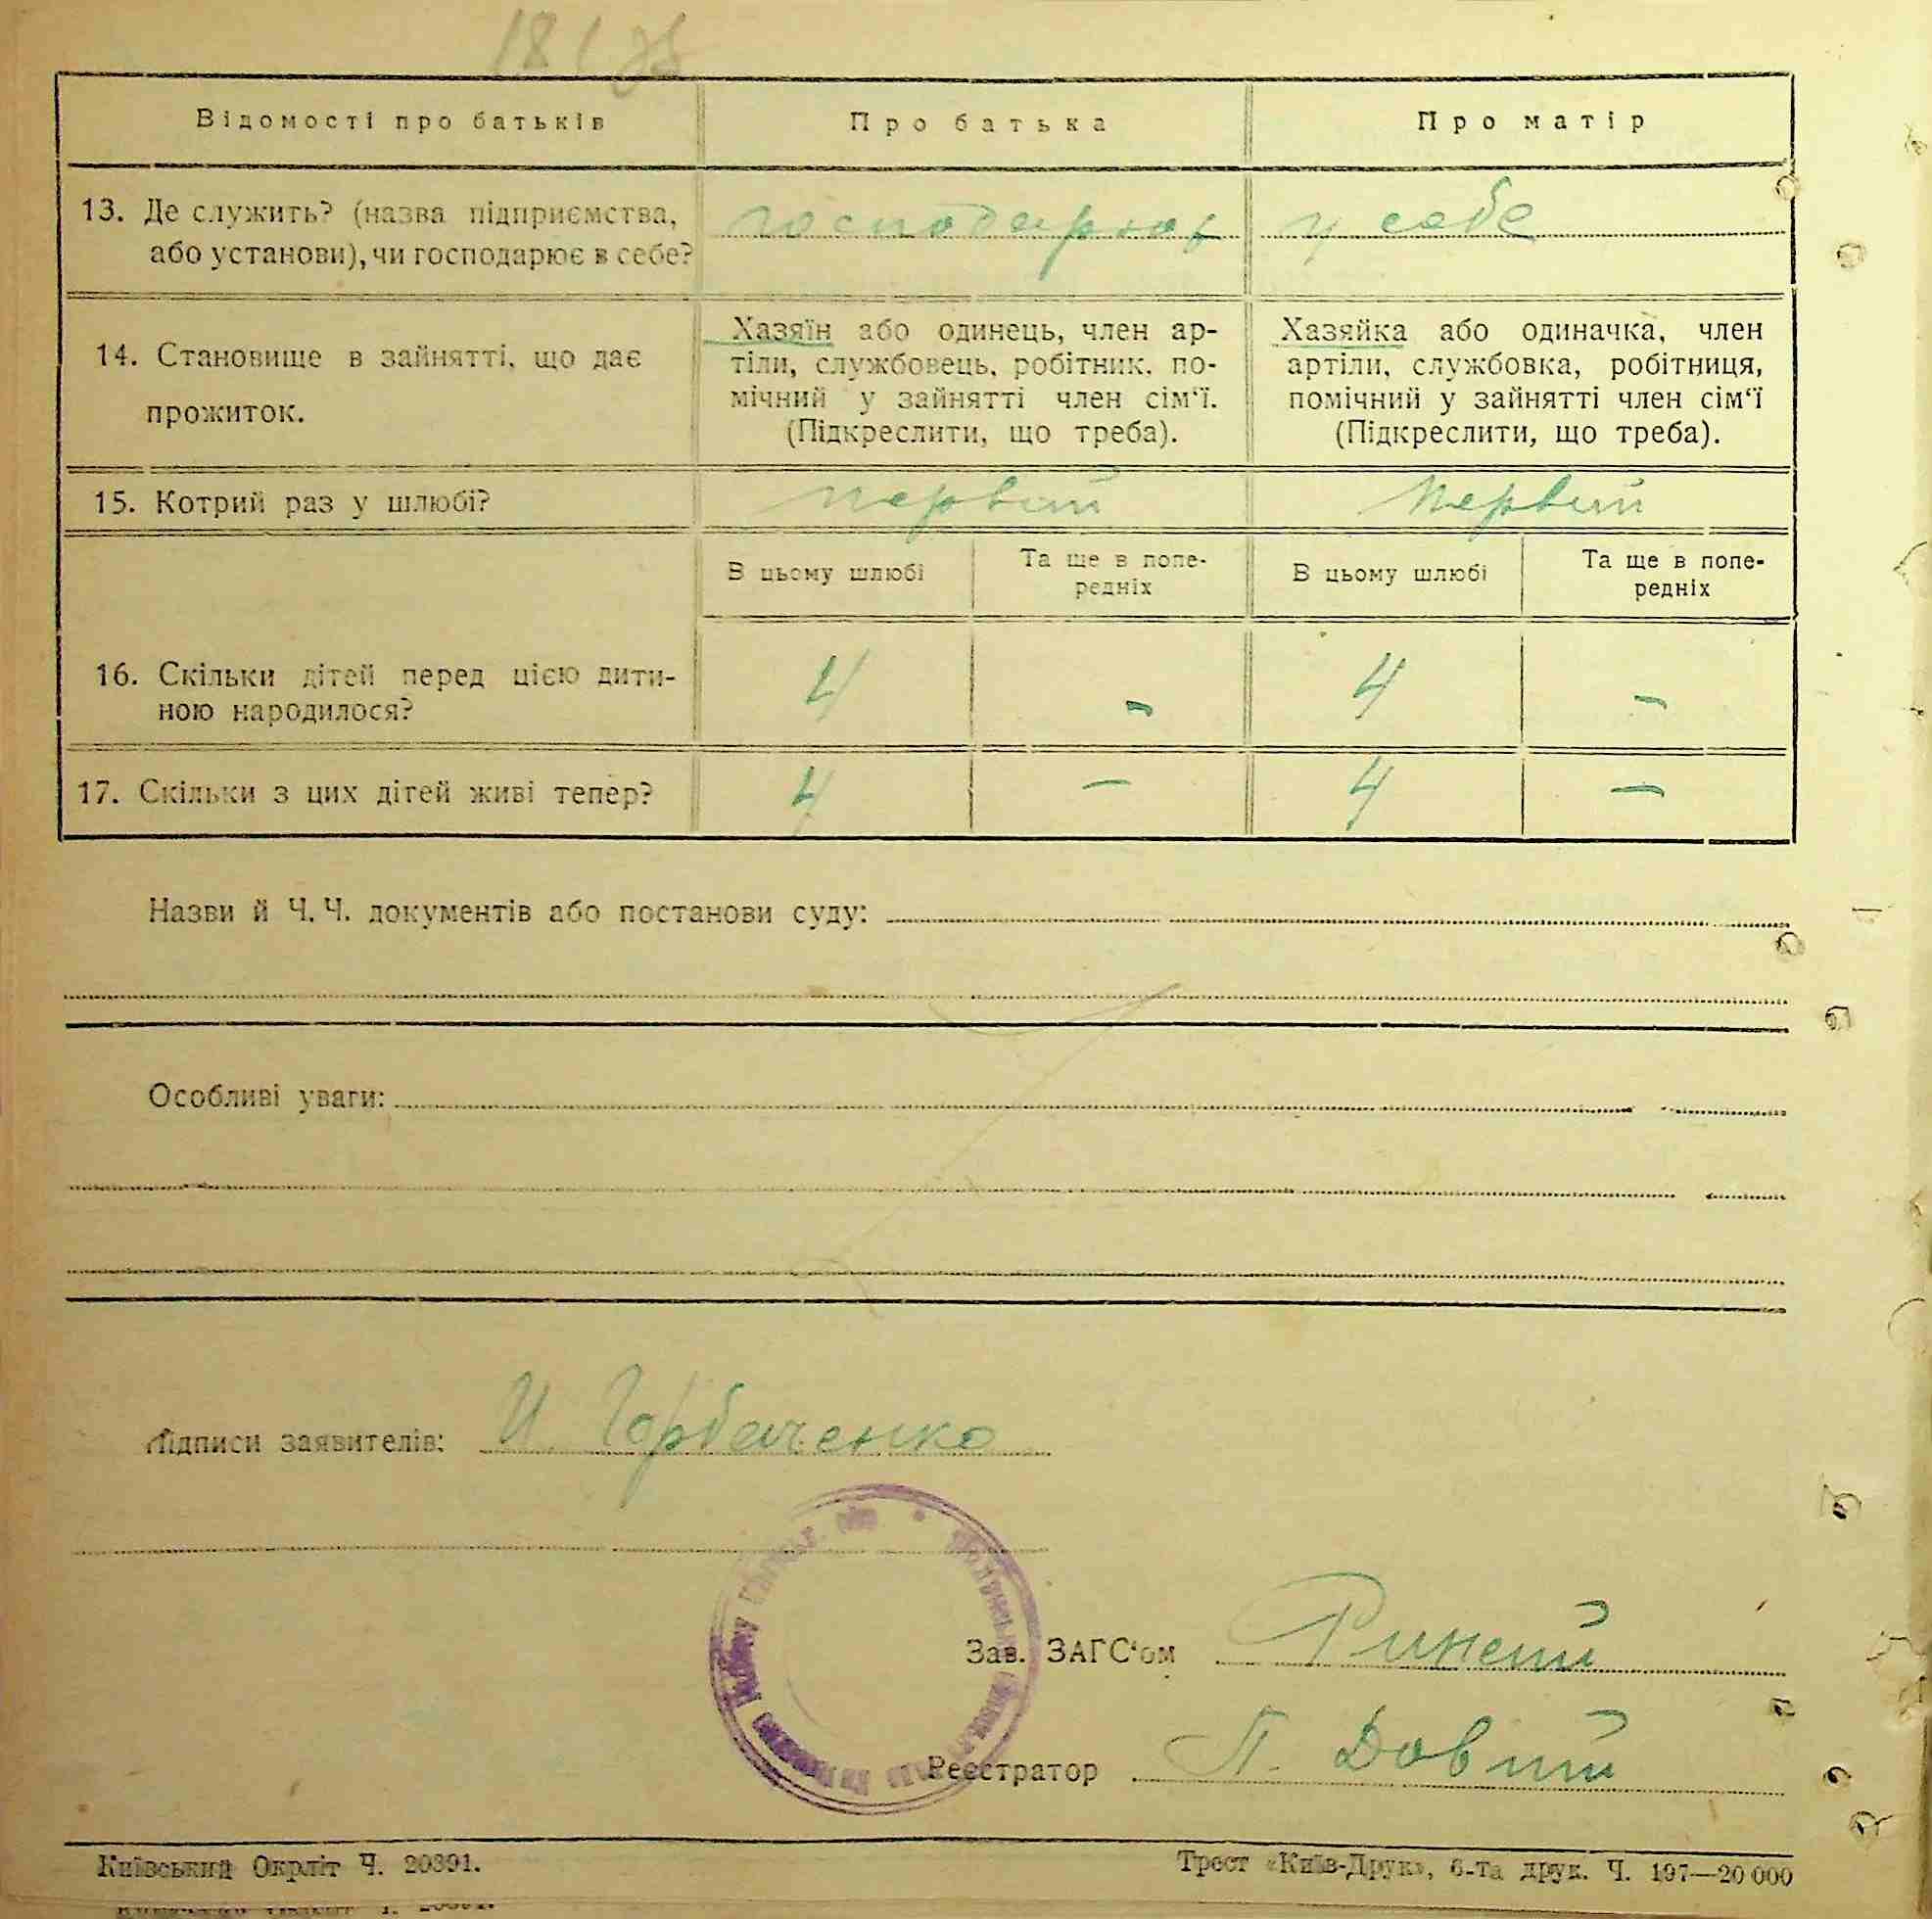 Відомості про батьків
Про батька
Про матір
13. Де служить? (назва підприємства,
або установи), чи господарює в себе?
господарюют
у себе
14. Становище в зайнятті, що дає
прожиток.
Хазяїн або одинець, член ар-
тіли, службовець, робітник, по-
мічний у зайнятті член сім‘ї.
(Підкреслити, що треба).
Хазяйка або одиначка, член
артіли, службовка, робітниця,
помічний у зайнятті член сім‘ї
(Підкреслити, що треба).
15. Котрий раз у шлюбі?
первий
первий
В цьому шлюбі
Та ще в попе-
редніх
В цьому шлюбі
Та ще в попе-
редніх
16. Скільки дітей перед цією дити-
ною народилося?
4
-
4
-
17. Скільки з цих дітей живі тепер?
4
-
4
-
Назви й Ч. Ч. документів або постанови суду:
Особливі уваги:
Підписи заявителів:
И. Горбаченко
Зав. ЗАГС‘ом
Реєстратор
П. Довгий
Київський Окрліт Ч. 20391.
Трест «Київ-Друк», 6-та друк. Ч. 197—20 000